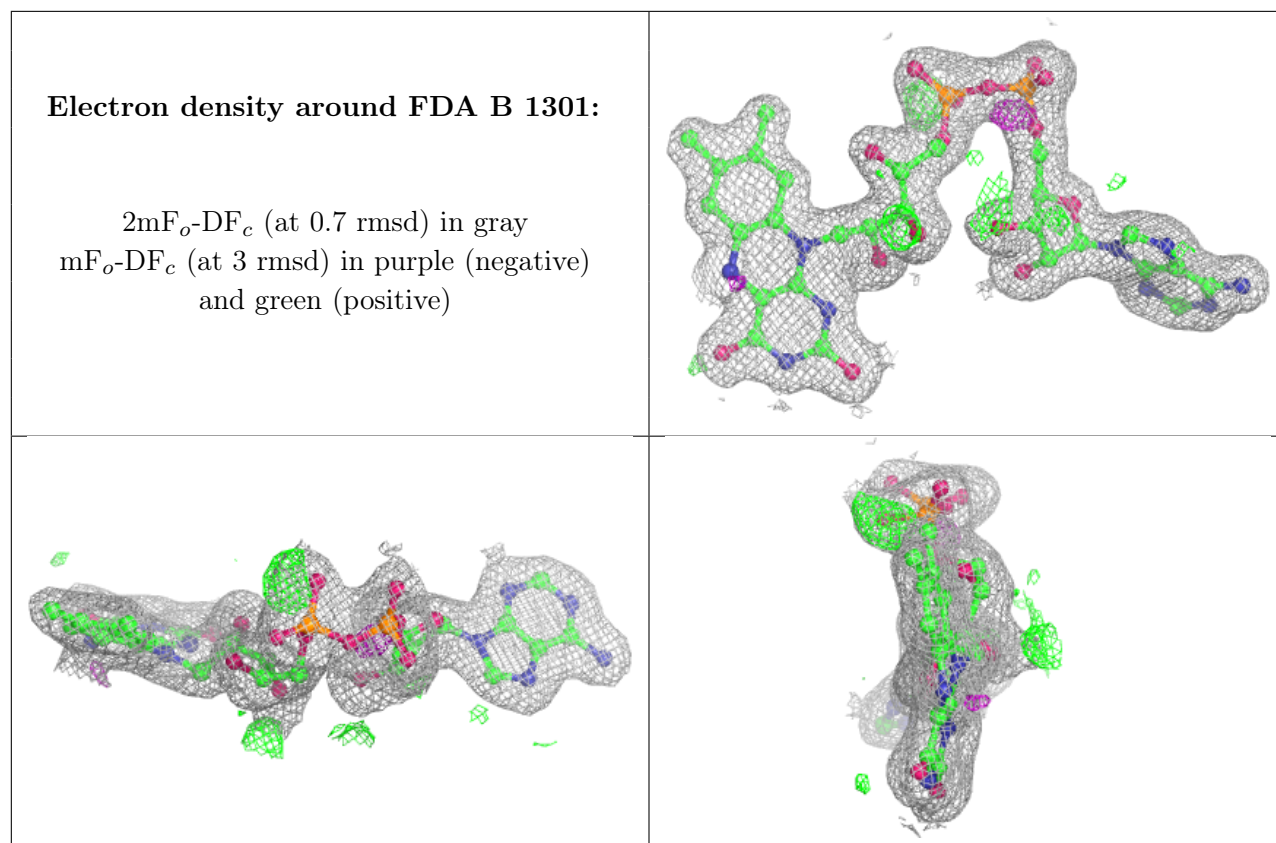 Electron density around FDA B 1301:
2mFₒ-DF𝒸 (at 0.7 rmsd) in gray
mFₒ-DF𝒸 (at 3 rmsd) in purple (negative)
and green (positive)